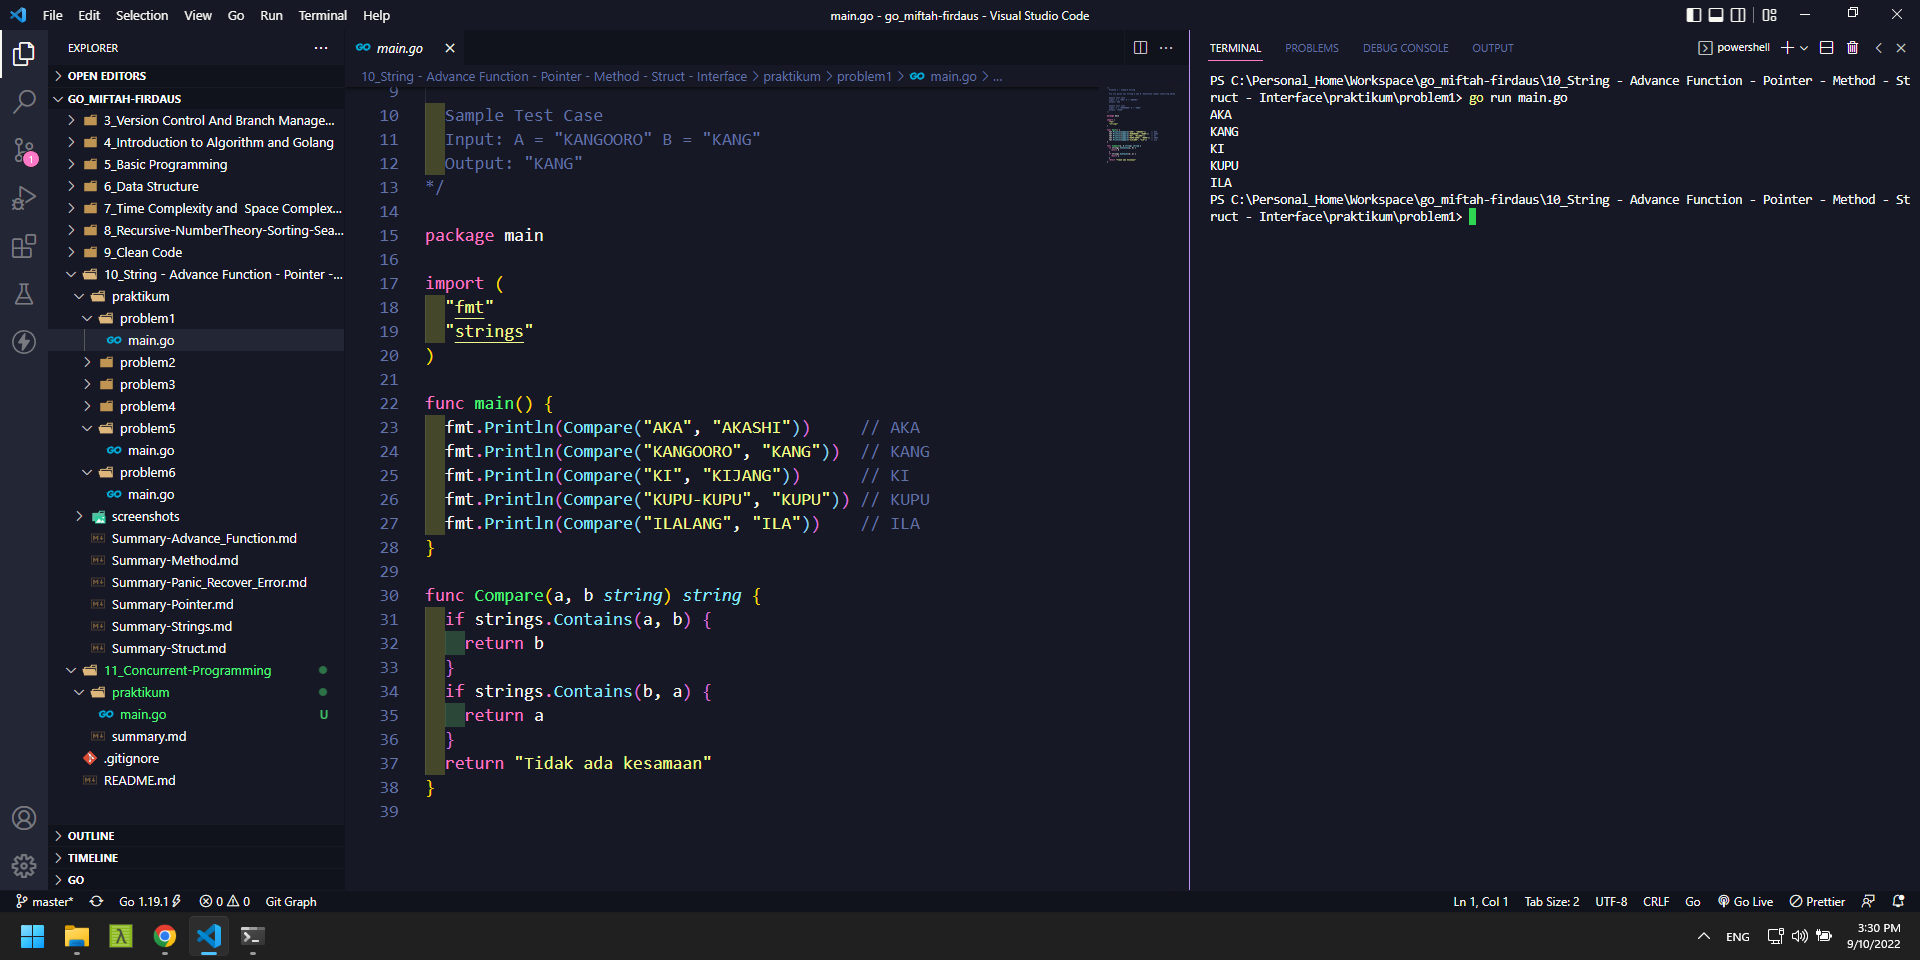 File Edit Selection View Go Run Terminal Help
main.go - go_miftah-firdaus - Visual Studio Code
EXPLORER
OPEN EDITORS
GO_MIFTAH-FIRDAUS
3_Version Control And Branch Manage...
4_Introduction to Algorithm and Golang
5_Basic Programming
6_Data Structure
7_Time Complexity and Space Complex...
8_Recursive-NumberTheory-Sorting-Sea...
9_Clean Code
10_String - Advance Function - Pointer -...
praktikum
problem1
main.go
problem2
problem3
problem4
problem5
main.go
problem6
main.go
screenshots
Summary-Advance_Function.md
Summary-Method.md
Summary-Panic_Recover_Error.md
Summary-Pointer.md
Summary-Strings.md
Summary-Struct.md
11_Concurrent-Programming
praktikum
main.go U
summary.md
.gitignore
README.md
OUTLINE
TIMELINE
GO
1
main.go
10_String - Advance Function - Pointer - Method - Struct - Interface > praktikum > problem1 > main.go > ...
9
10 Sample Test Case
11 Input: A = "KANGOORO" B = "KANG"
12 Output: "KANG"
13 */
14
15 package main
16
17 import (
18 "fmt"
19 "strings"
20 )
21
22 func main() {
23 fmt.Println(Compare("AKA", "AKASHI")) // AKA
24 fmt.Println(Compare("KANGOORO", "KANG")) // KANG
25 fmt.Println(Compare("KI", "KIJANG")) // KI
26 fmt.Println(Compare("KUPU-KUPU", "KUPU")) // KUPU
27 fmt.Println(Compare("ILALANG", "ILA")) // ILA
28 }
29
30 func Compare(a, b string) string {
31 if strings.Contains(a, b) {
32 return b
33 }
34 if strings.Contains(b, a) {
35 return a
36 }
37 return "Tidak ada kesamaan"
38 }
39
TERMINAL PROBLEMS DEBUG CONSOLE OUTPUT
powershell
PS C:\Personal_Home\Workspace\go_miftah-firdaus\10_String - Advance Function - Pointer - Method - St
ruct - Interface\praktikum\problem1> go run main.go
AKA
KANG
KI
KUPU
ILA
PS C:\Personal_Home\Workspace\go_miftah-firdaus\10_String - Advance Function - Pointer - Method - St
ruct - Interface\praktikum\problem1>
master* Go 1.19.1 0 0 Git Graph
Ln 1, Col 1 Tab Size: 2 UTF-8 CRLF Go Go Live Prettier
ENG
3:30 PM
9/10/2022